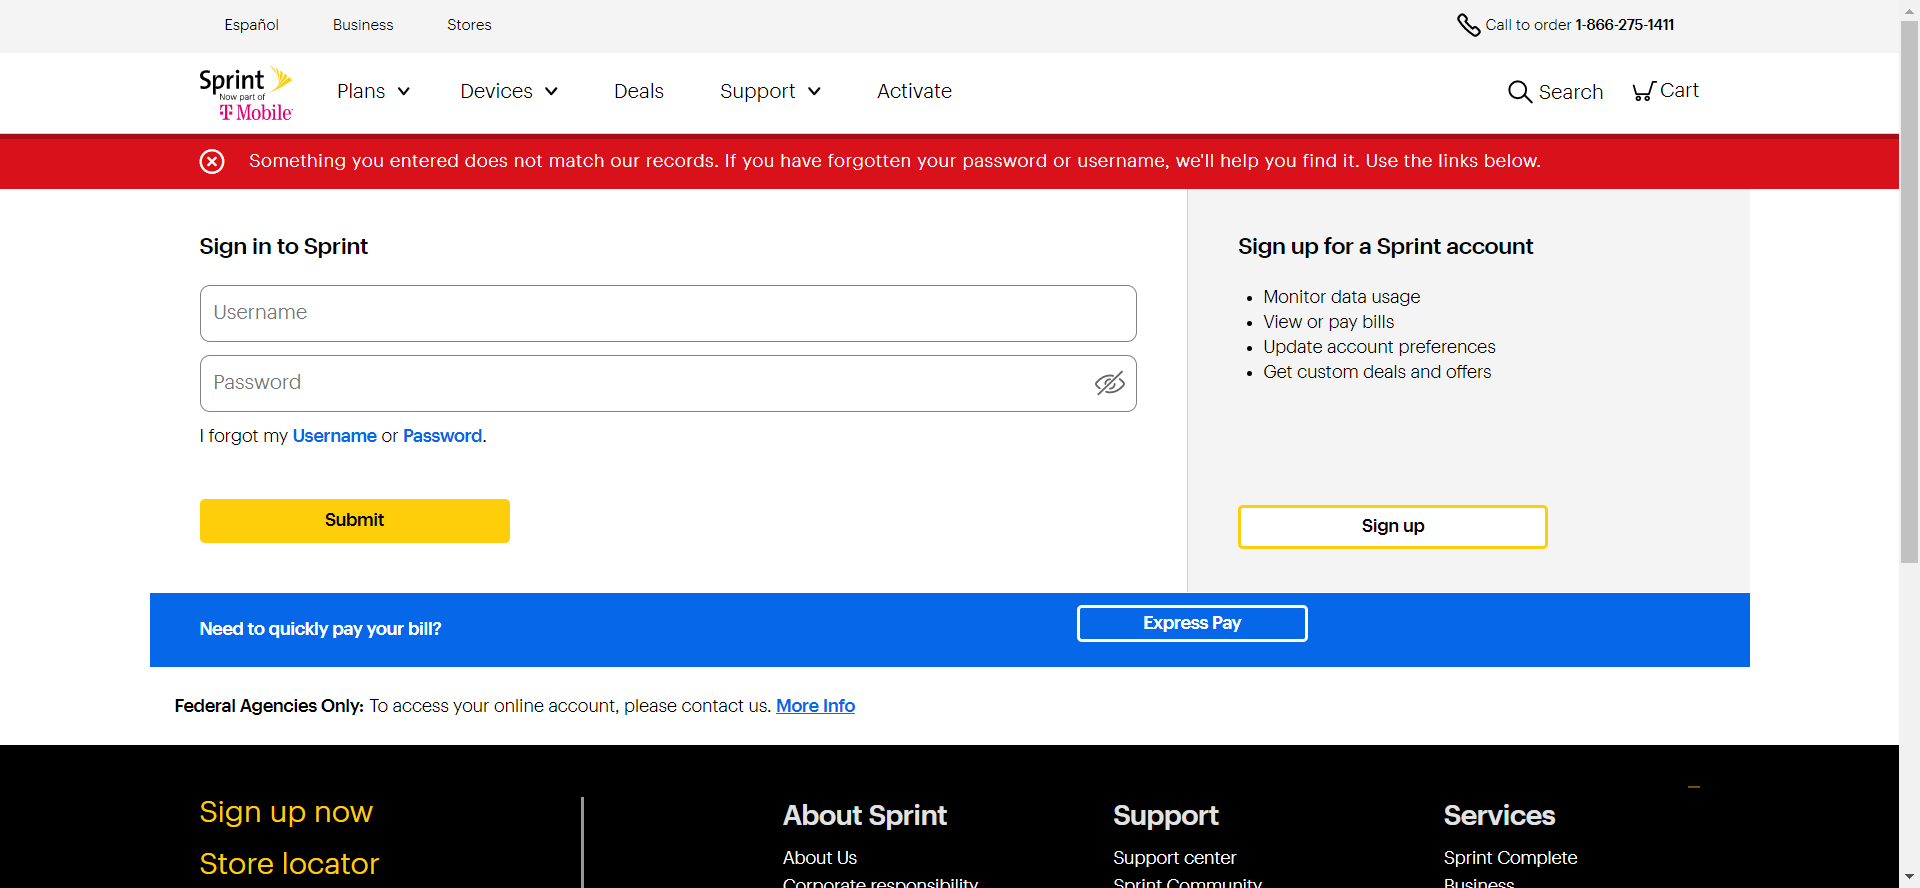 Español Business Stores Call to order 1-866-275-1411
Sprint
Now part of
T Mobile
Plans Devices Deals Support Activate Search Cart
Something you entered does not match our records. If you have forgotten your password or username, we'll help you find it. Use the links below.
Sign in to Sprint
Username
Password
I forgot my Username or Password.
Submit
Sign up for a Sprint account
Monitor data usage
View or pay bills
Update account preferences
Get custom deals and offers
Sign up
Need to quickly pay your bill? Express Pay
Federal Agencies Only: To access your online account, please contact us. More Info
Sign up now
Store locator
About Sprint
About Us
Corporate responsibility
Support
Support center
Sprint Community
Services
Sprint Complete
Business